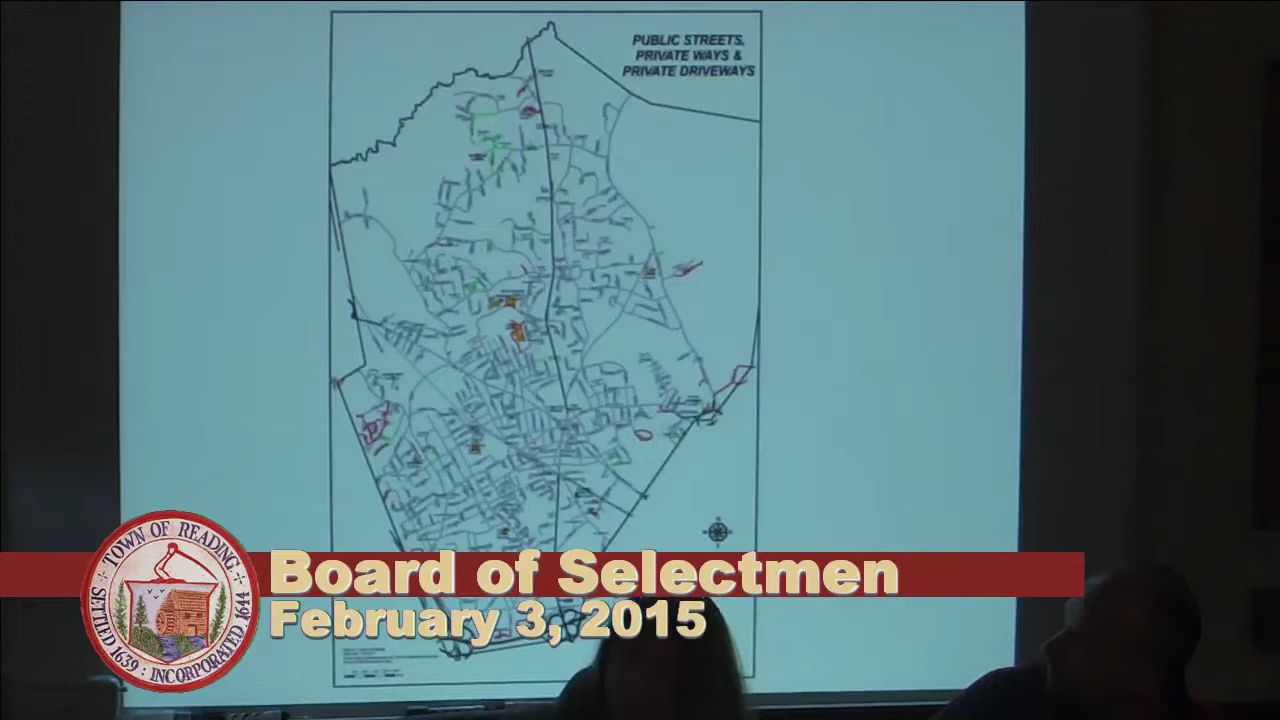 PUBLIC STREETS,
PRIVATE WAYS &
PRIVATE DRIVEWAYS
TOWN OF READING
SETTLED 1639 : INCORPORATED 1644
Board of Selectmen
February 3, 2015